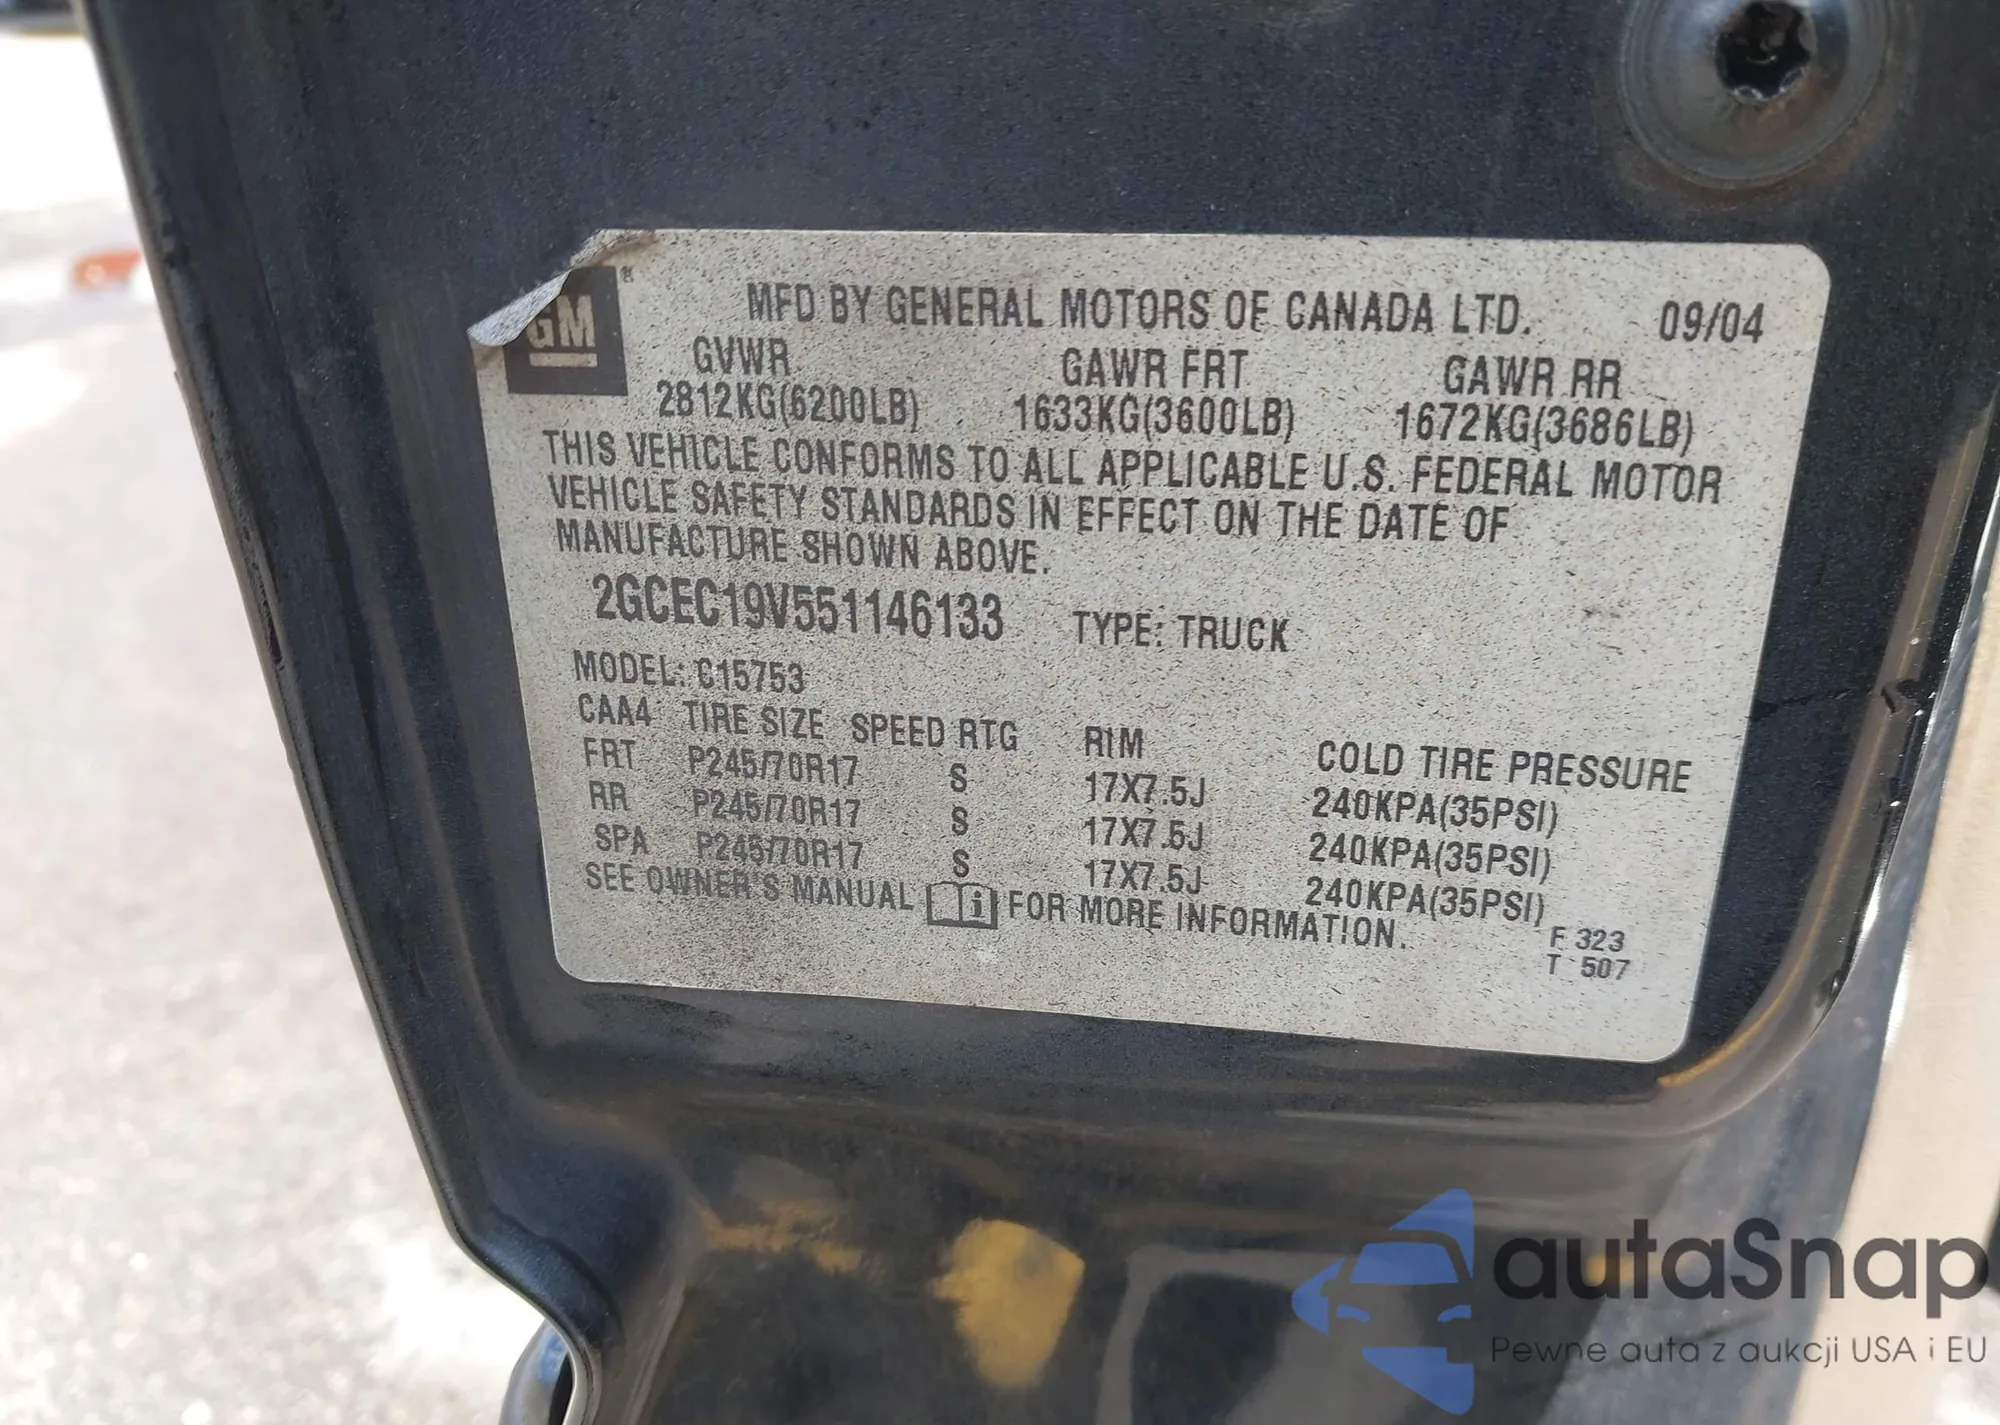 GM ®
MFD BY GENERAL MOTORS OF CANADA LTD. 09/04
GVWR GAWR FRT GAWR RR
2812KG(6200LB) 1633KG(3600LB) 1672KG(3686LB)
THIS VEHICLE CONFORMS TO ALL APPLICABLE U.S. FEDERAL MOTOR
VEHICLE SAFETY STANDARDS IN EFFECT ON THE DATE OF
MANUFACTURE SHOWN ABOVE.
2GCEC19V551146133 TYPE: TRUCK
MODEL: C15753
CAA4 TIRE SIZE SPEED RTG RIM COLD TIRE PRESSURE
FRT P245/70R17 S 17X7.5J 240KPA(35PSI)
RR P245/70R17 S 17X7.5J 240KPA(35PSI)
SPA P245/70R17 S 17X7.5J 240KPA(35PSI)
SEE OWNER'S MANUAL i FOR MORE INFORMATION.
F 323
T 507
autaSnap
Pewne auta z aukcji USA i EU